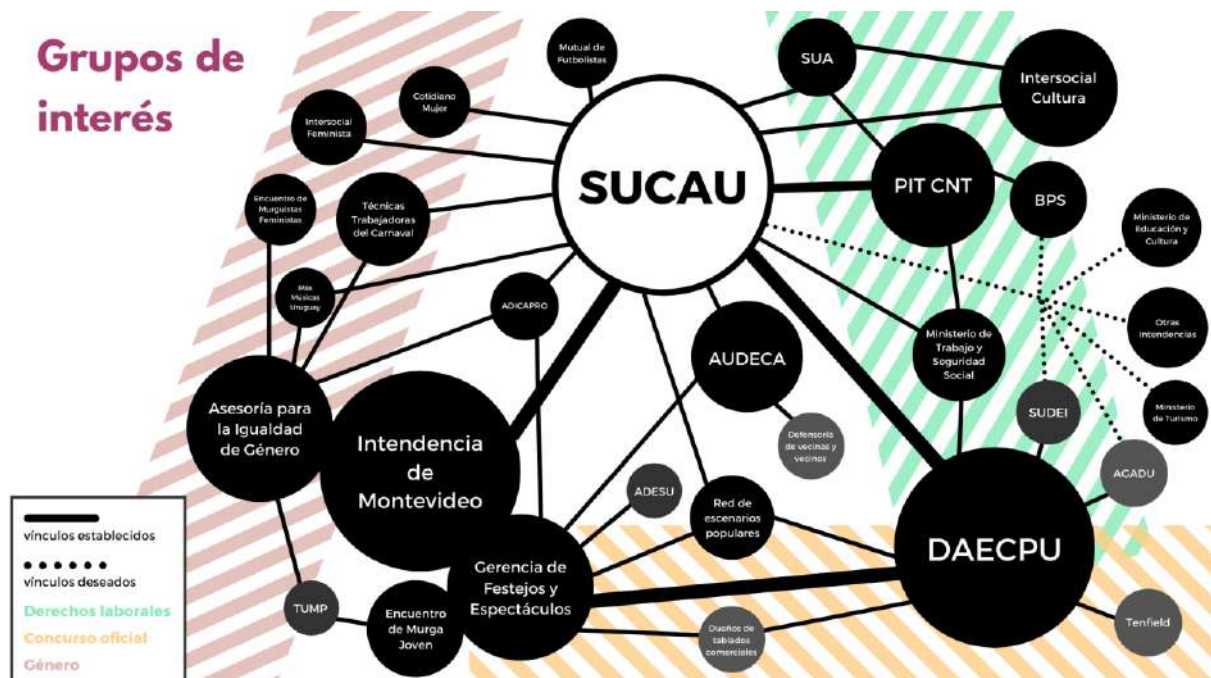 Grupos de
interés
Mutual de
Futbolistas
SUA
Intersocial
Cultura
Cotidiano
Mujer
Intersocial
Feminista
SUCAU
PIT CNT
BPS
Encuentro de
Murguistas
Feministas
Técnicas
Trabajadoras
del Carnaval
Ministerio de
Educación y
Cultura
Más
Músicas
Uruguay
ADICAPRO
AUDECA
Ministerio de
Trabajo y
Seguridad
Social
Otras
Intendencias
Asesoría para
la Igualdad
de Género
Intendencia
de
Montevideo
Defensoría
de vecinas y
vecinos
SUDEI
Ministerio
de Turismo
ADESU
Red de
escenarios
populares
AGADU
DAECPU
vínculos establecidos
vínculos deseados
Derechos laborales
Concurso oficial
Género
TUMP
Encuentro
de Murga
Joven
Gerencia de
Festejos y
Espectáculos
Dueños de
tablados
comerciales
Tenfield